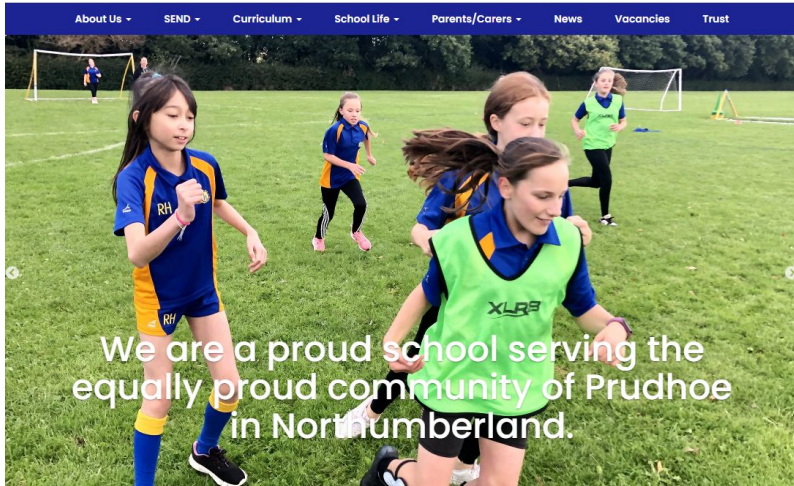 About Us SEND Curriculum School Life Parents/Carers News Vacancies Trust
RH
XLR8
RH
We are a proud school serving the
equally proud community of Prudhoe
in Northumberland.